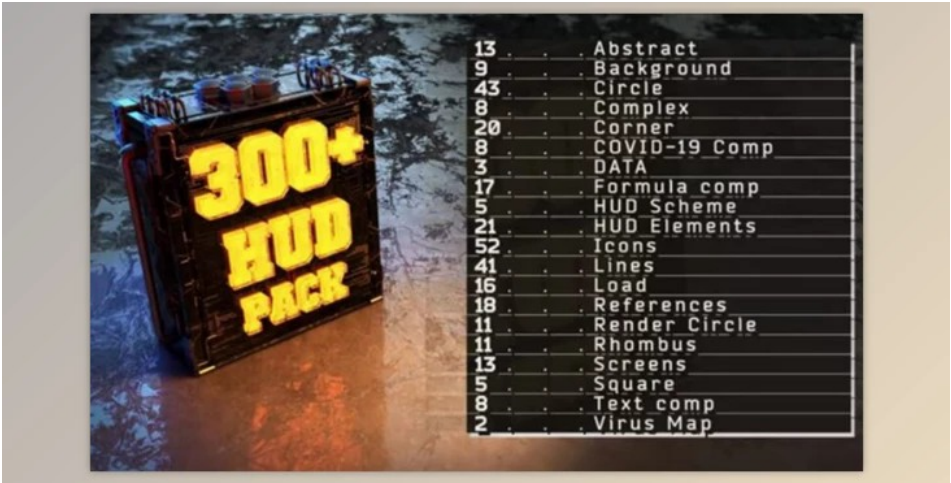 300+
HUD
PACK
13 . . . Abstract
9 . . . Background
43 . . . Circle
8 . . . Complex
20 . . . Corner
8 . . . COVID-19 Comp
3 . . . DATA
17 . . . Formula comp
5 . . . HUD Scheme
21 . . . HUD Elements
52 . . . Icons
41 . . . Lines
16 . . . Load
18 . . . References
11 . . . Render Circle
11 . . . Rhombus
13 . . . Screens
5 . . . Square
8 . . . Text comp
2 . . . Virus Map